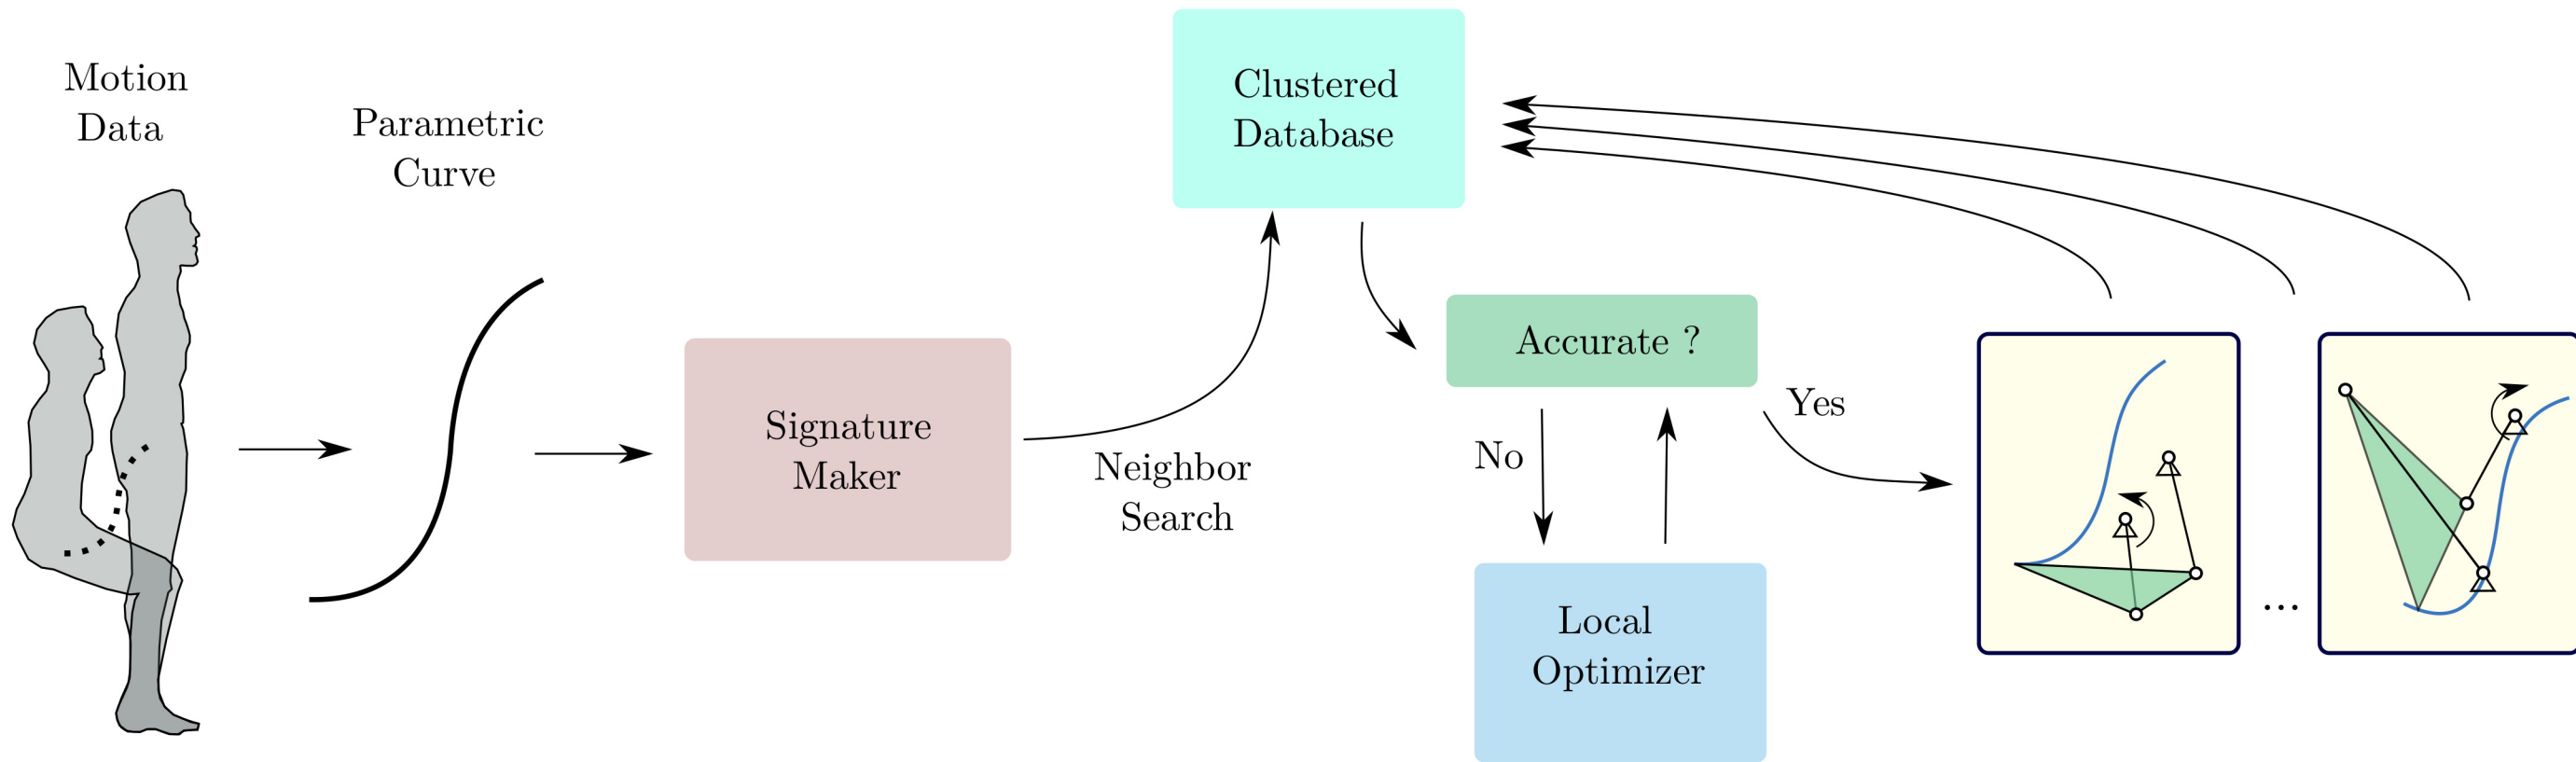 Motion
Data
Parametric
Curve
Signature
Maker
Neighbor
Search
Clustered
Database
Accurate ?
No
Yes
Local
Optimizer
...